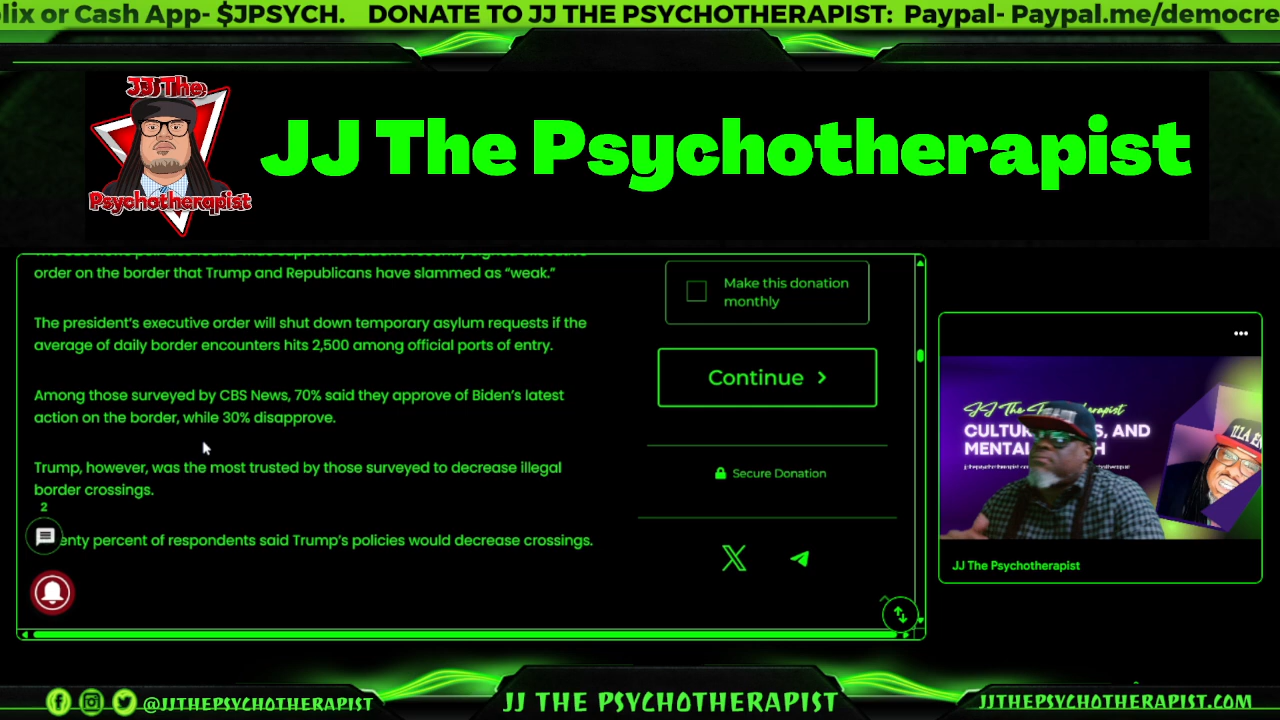 lix or Cash App- $JPSYCH. DONATE TO JJ THE PSYCHOTHERAPIST: Paypal- Paypal.me/democre
JJ The
Psychotherapist
JJ The Psychotherapist
order on the border that Trump and Republicans have slammed as “weak.”
The president’s executive order will shut down temporary asylum requests if the
average of daily border encounters hits 2,500 among official ports of entry.
Among those surveyed by CBS News, 70% said they approve of Biden’s latest
action on the border, while 30% disapprove.
Trump, however, was the most trusted by those surveyed to decrease illegal
border crossings.
2
enty percent of respondents said Trump’s policies would decrease crossings.
Make this donation
monthly
Continue
Secure Donation
JJ The
CULTUR S, AND
MENTAL H
ILLA
JJ The Psychotherapist
@JJTHEPSYCHOTHERAPIST
JJ THE PSYCHOTHERAPIST
JJTHEPSYCHOTHERAPIST.COM